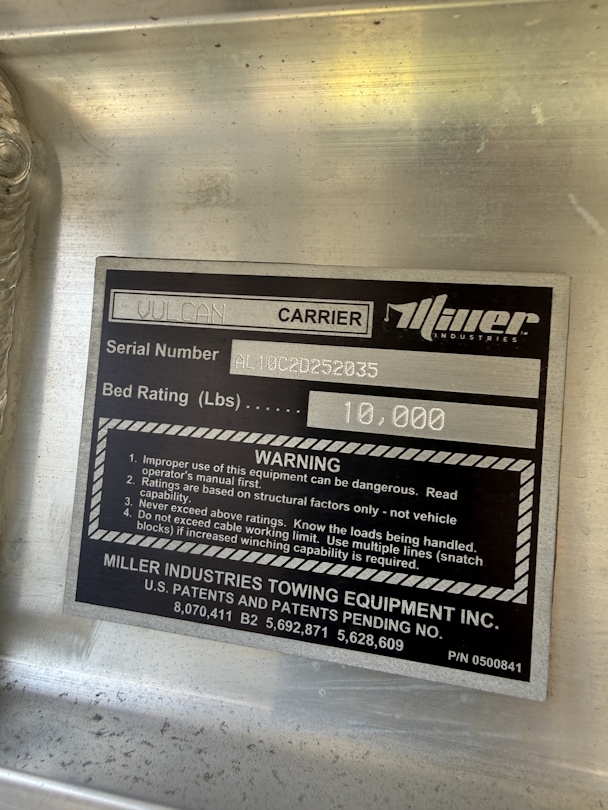 VULCAN CARRIER
Miller
INDUSTRIES™
Serial Number AL10C2D252035
Bed Rating (Lbs) ...... 10,000
WARNING
1. Improper use of this equipment can be dangerous. Read
operator's manual first.
2. Ratings are based on structural factors only - not vehicle
capability.
3. Never exceed above ratings. Know the loads being handled.
4. Do not exceed cable working limit. Use multiple lines (snatch
blocks) if increased winching capability is required.
MILLER INDUSTRIES TOWING EQUIPMENT INC.
U.S. PATENTS AND PATENTS PENDING NO.
8,070,411 B2 5,692,871 5,628,609
P/N 0500841